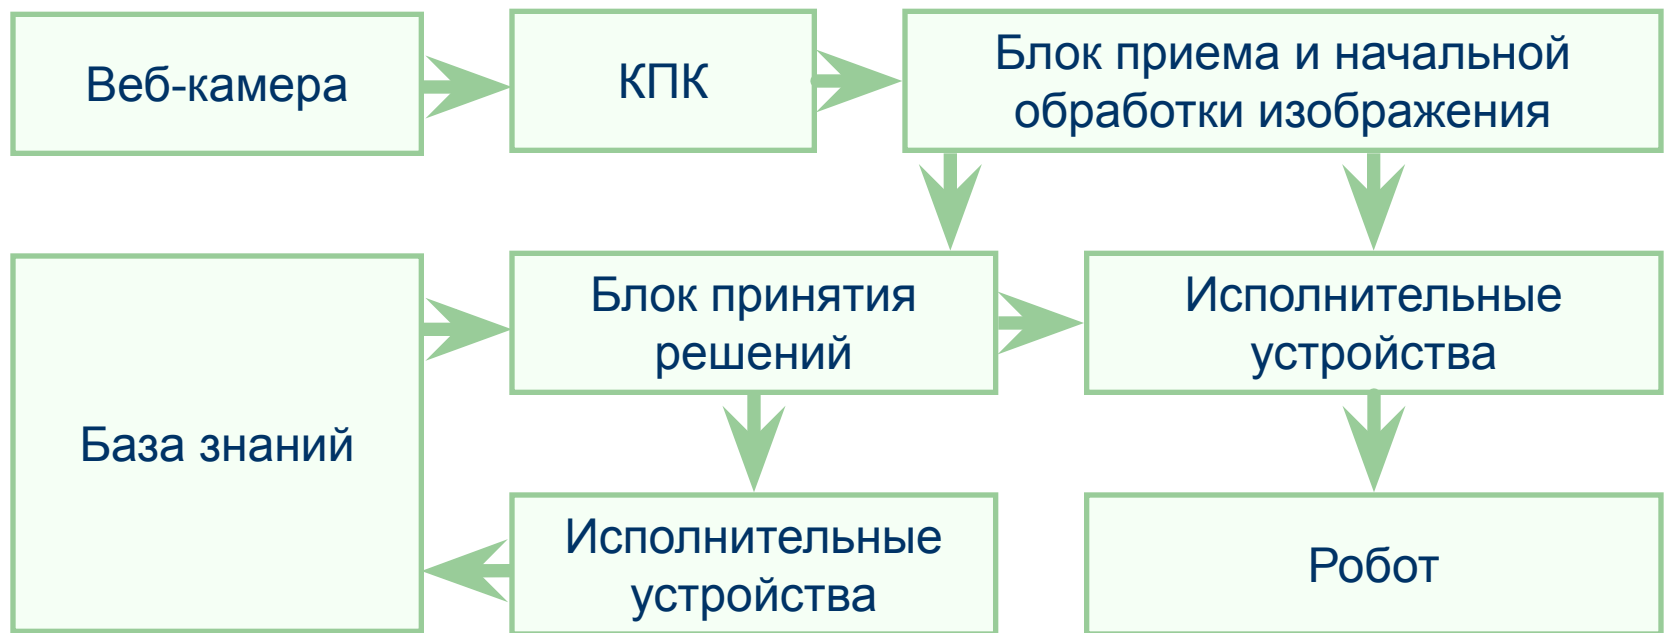 Веб-камера
КПК
Блок приема и начальной
обработки изображения
База знаний
Блок принятия
решений
Исполнительные
устройства
Исполнительные
устройства
Робот